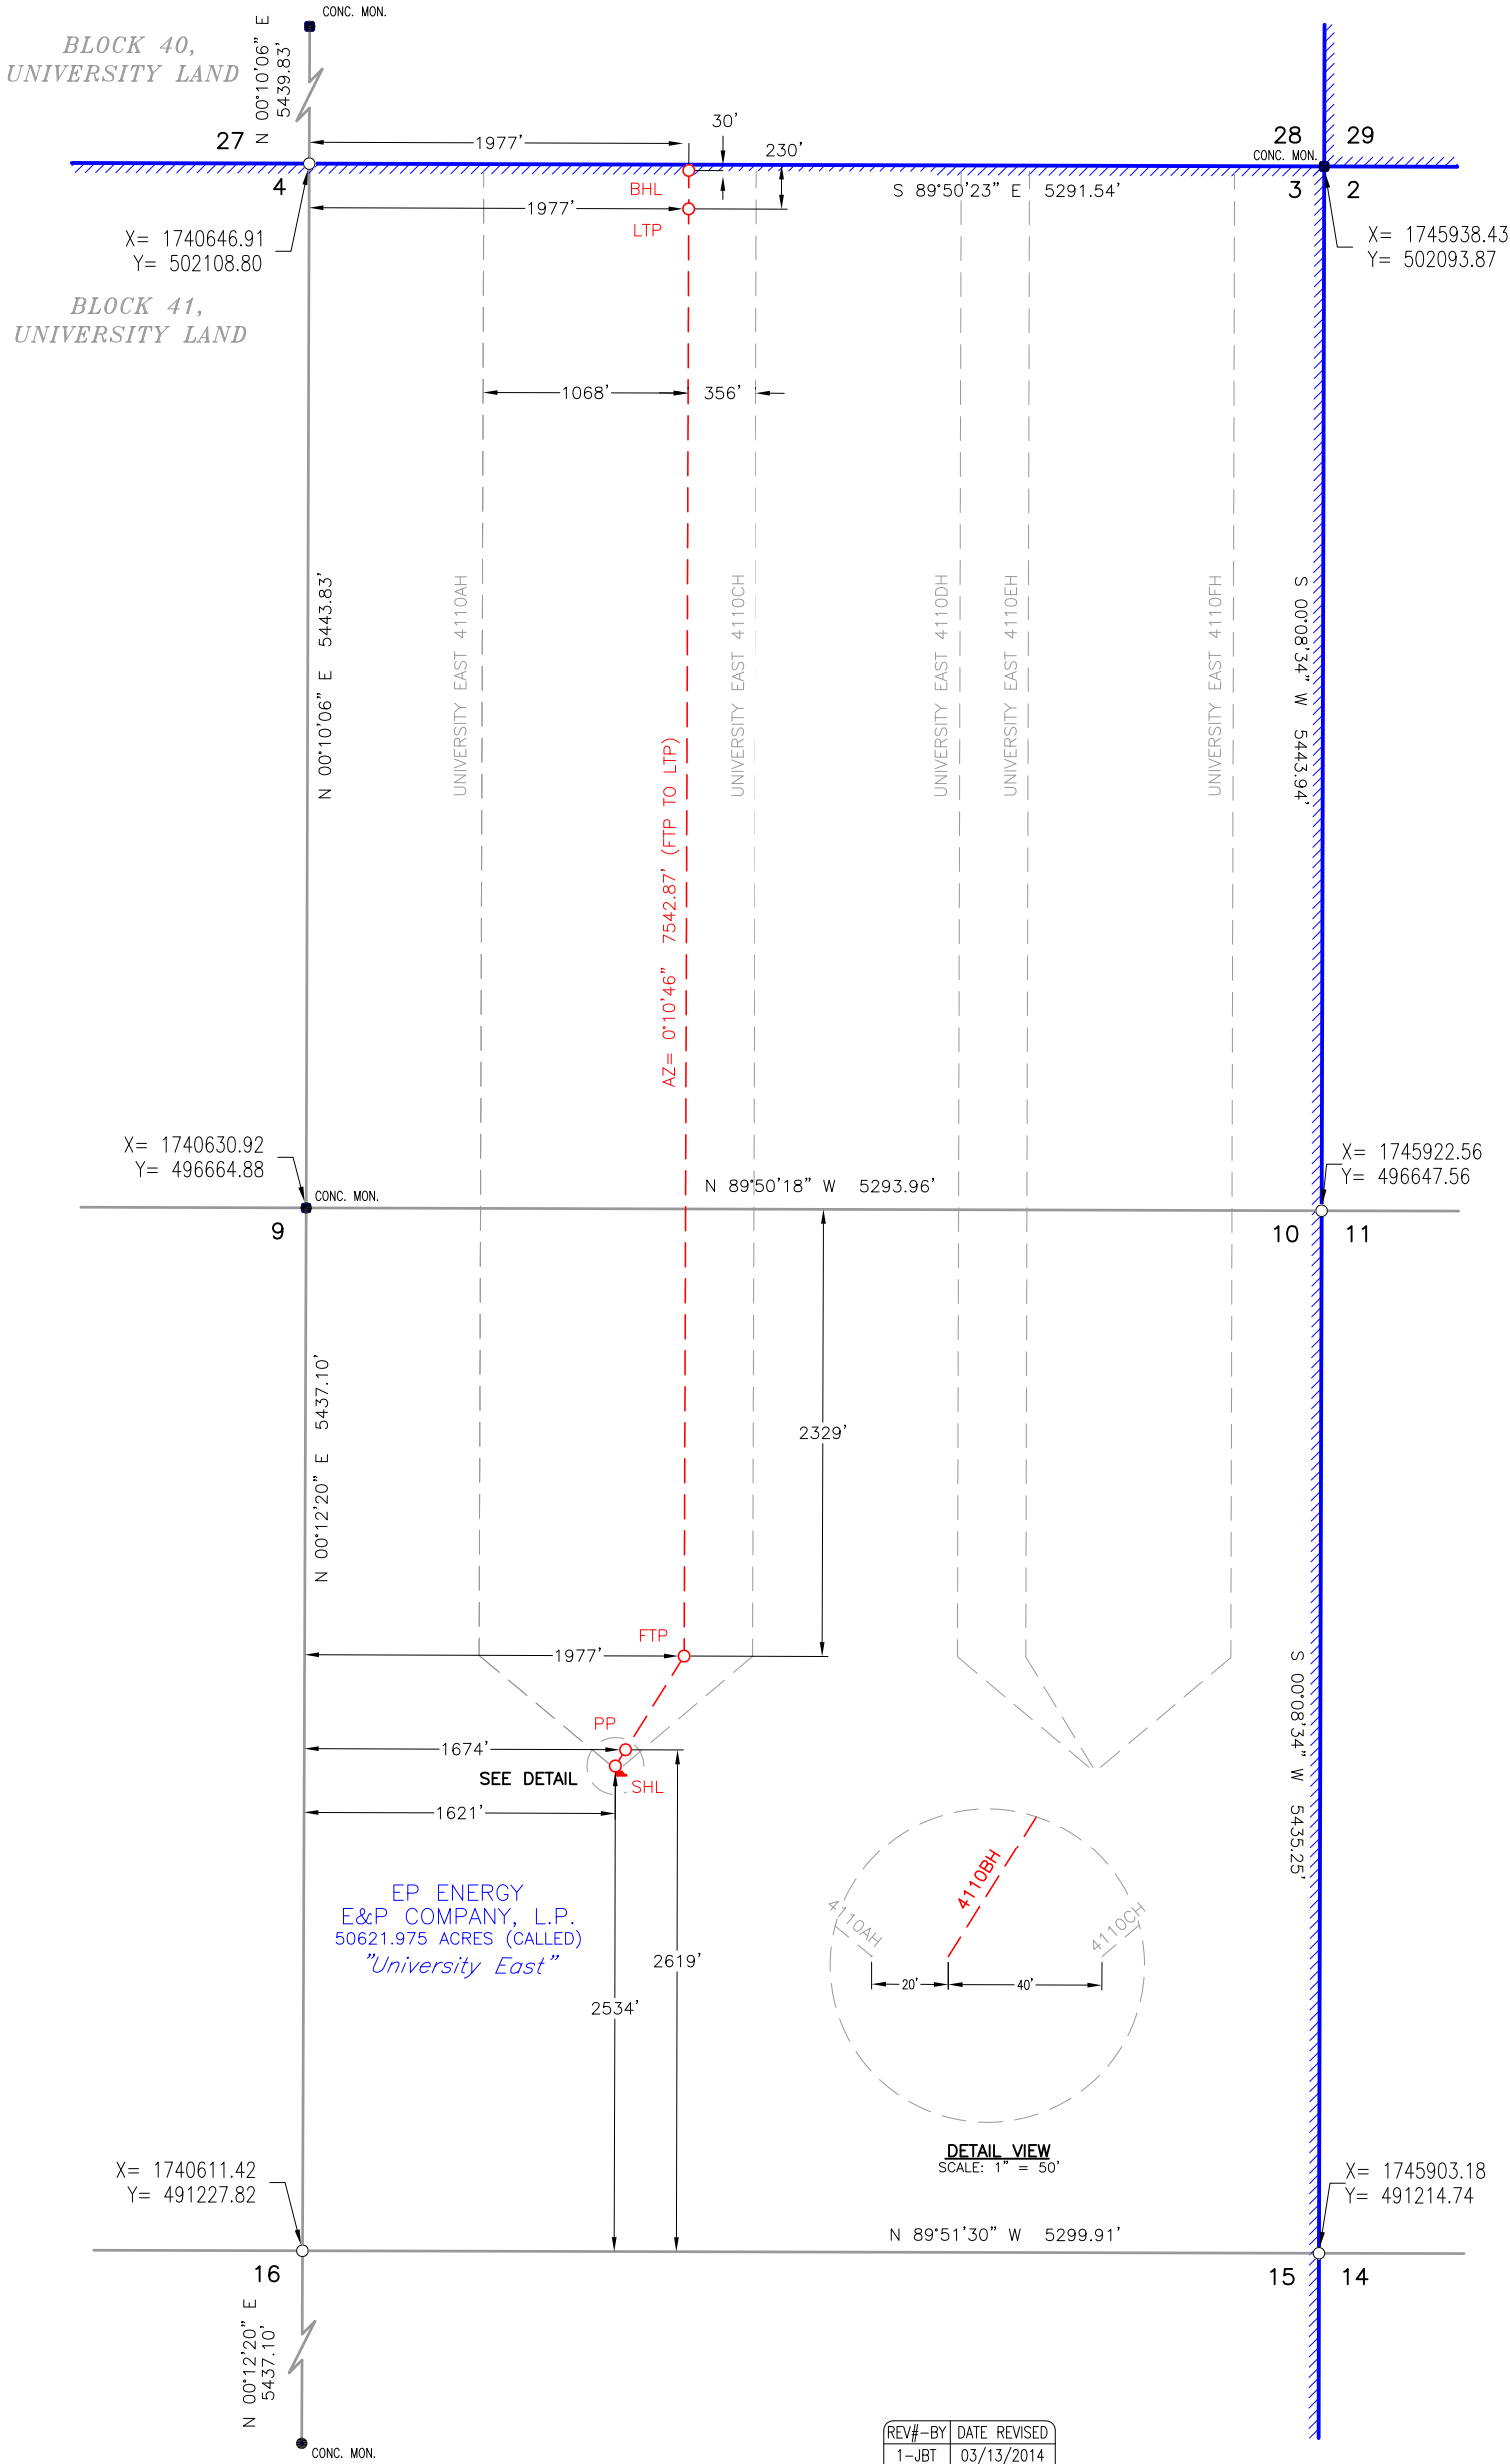 CONC. MON.
BLOCK 40,
UNIVERSITY LAND
N 00°10'06" E
5439.83'
27
1977'
30'
230'
28
29
CONC. MON.
4
BHL
S 89°50'23" E 5291.54'
3
2
1977'
LTP
X= 1740646.91
Y= 502108.80
X= 1745938.43
Y= 502093.87
BLOCK 41,
UNIVERSITY LAND
1068'
356'
N 00°10'06" E 5443.83'
UNIVERSITY EAST 4110AH
AZ= 0°10'46" 7542.87' (FTP TO LTP)
UNIVERSITY EAST 4110CH
UNIVERSITY EAST 4110DH
UNIVERSITY EAST 4110EH
UNIVERSITY EAST 4110FH
S 00°08'34" W 5443.94'
X= 1740630.92
Y= 496664.88
CONC. MON.
N 89°50'18" W 5293.96'
X= 1745922.56
Y= 496647.56
9
10
11
N 00°12'20" E 5437.10'
2329'
FTP
1977'
PP
1674'
SEE DETAIL
SHL
1621'
S 00°08'34" W 5435.25'
EP ENERGY
E&P COMPANY, L.P.
50621.975 ACRES (CALLED)
"University East"
2619'
2534'
4110AH
4110BH
4110CH
20'
40'
DETAIL VIEW
SCALE: 1" = 50'
X= 1740611.42
Y= 491227.82
X= 1745903.18
Y= 491214.74
N 89°51'30" W 5299.91'
16
15
14
N 00°12'20" E
5437.10'
CONC. MON.
REV#-BY DATE REVISED
1-JBT 03/13/2014